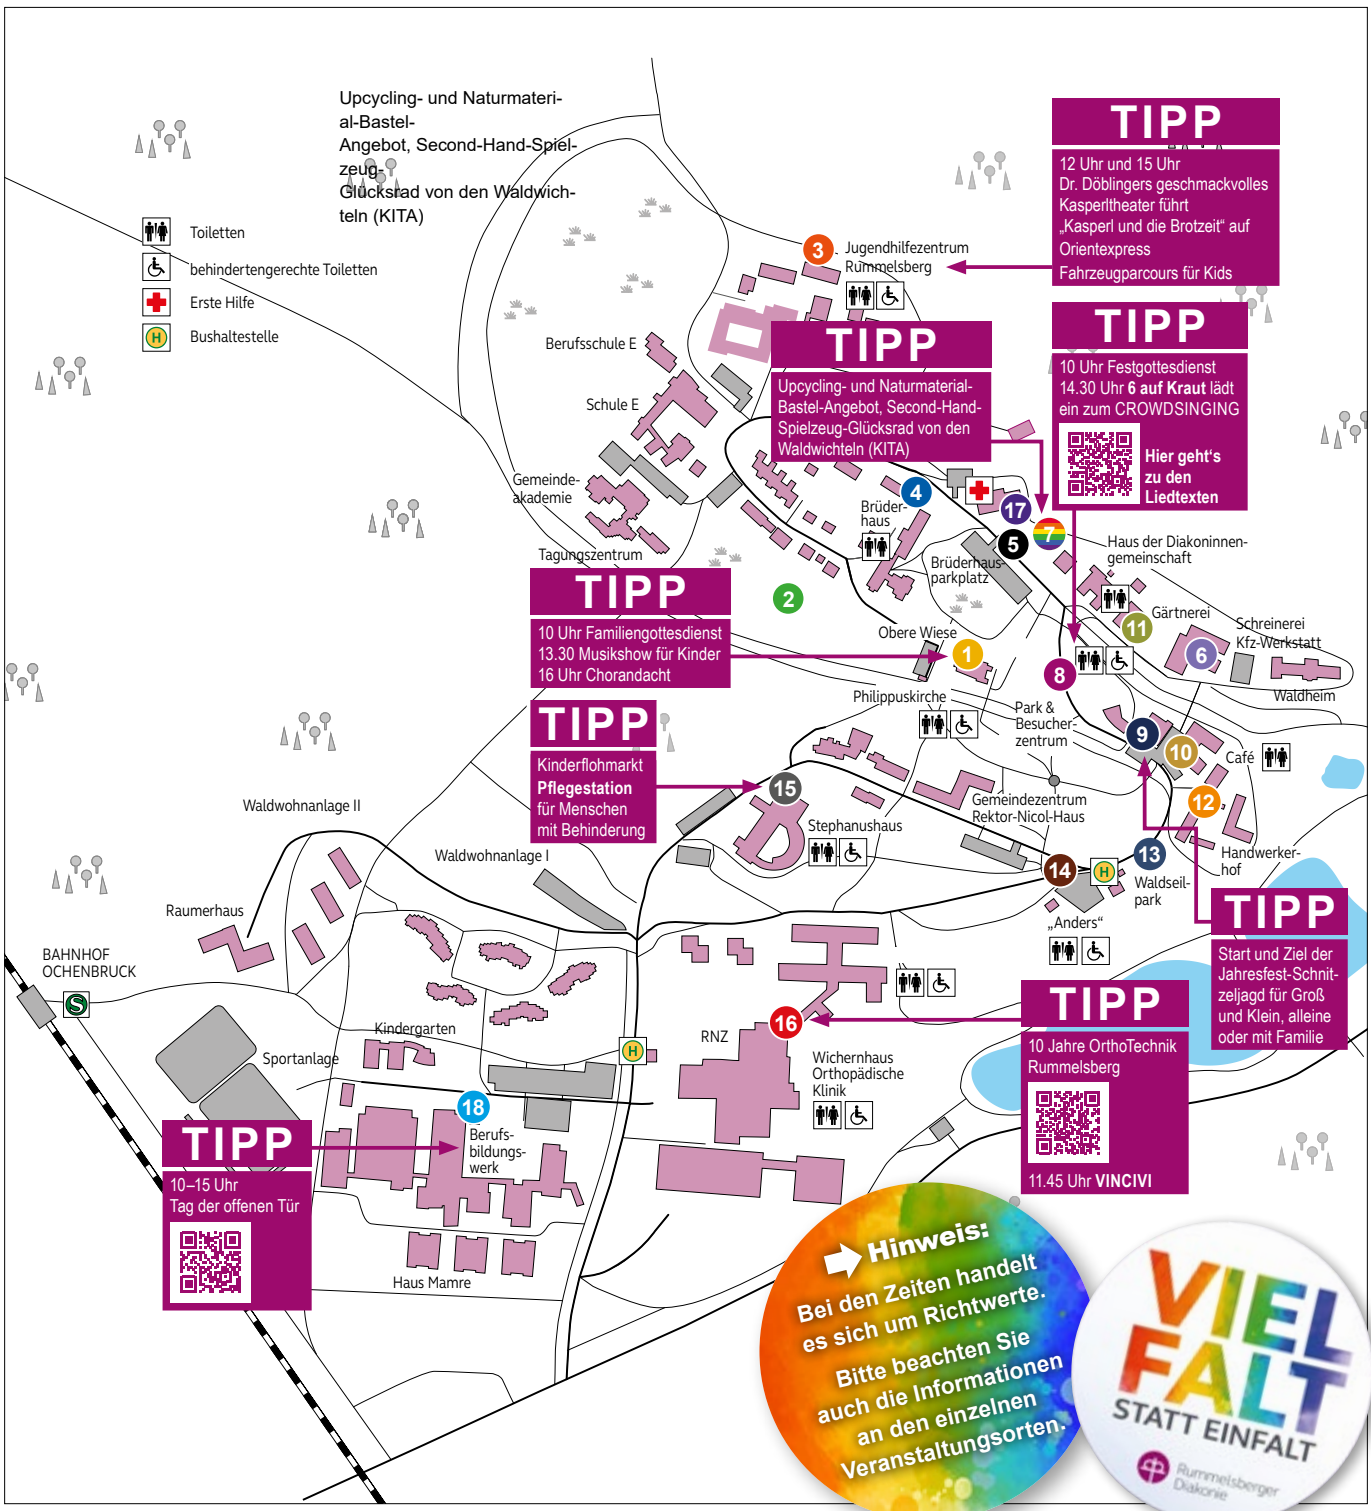 Upcycling- und Naturmateri-
al-Bastel-
Angebot, Second-Hand-Spiel-
zeug-
Glücksrad von den Waldwich-
teln (KITA)
Toiletten
behindertengerechte Toiletten
Erste Hilfe
H
Bushaltestelle
TIPP
12 Uhr und 15 Uhr
Dr. Döblingers geschmackvolles
Kasperltheater führt
„Kasperl und die Brotzeit“ auf
Orientexpress
Fahrzeugparcours für Kids
3
Jugendhilfezentrum
Rummelsberg
TIPP
10 Uhr Festgottesdienst
14.30 Uhr 6 auf Kraut lädt
ein zum CROWDSINGING
Hier geht‘s
zu den
Liedtexten
TIPP
Upcycling- und Naturmaterial-
Bastel-Angebot, Second-Hand-
Spielzeug-Glücksrad von den
Waldwichteln (KITA)
Berufsschule E
Schule E
Gemeinde-
akademie
Tagungszentrum
4
Brüder-
haus
17
5
7
Brüderhaus-
parkplatz
Haus der Diakoninnen-
gemeinschaft
11
Gärtnerei
Schreinerei
Kfz-Werkstatt
6
Waldheim
TIPP
10 Uhr Familiengottesdienst
13.30 Musikshow für Kinder
16 Uhr Chorandacht
2
Obere Wiese
1
8
Philippuskirche
Park &
Besucher-
zentrum
9
10
Café
12
Handwerker-
hof
TIPP
Kinderflohmarkt
Pflegestation
für Menschen
mit Behinderung
15
Stephanushaus
Gemeindezentrum
Rektor-Nicol-Haus
14
H
13
Waldseil-
park
„Anders“
TIPP
Start und Ziel der
Jahresfest-Schnit-
zeljagd für Groß
und Klein, alleine
oder mit Familie
Waldwohnanlage II
Waldwohnanlage I
Raumerhaus
BAHNHOF
OCHENBRUCK
S
Sportanlage
Kindergarten
H
RNZ
16
Wichernhaus
Orthopädische
Klinik
TIPP
10 Jahre OrthoTechnik
Rummelsberg
11.45 Uhr VINCIVI
18
Berufs-
bildungs-
werk
TIPP
10–15 Uhr
Tag der offenen Tür
Haus Mamre
Hinweis:
Bei den Zeiten handelt
es sich um Richtwerte.
Bitte beachten Sie
auch die Informationen
an den einzelnen
Veranstaltungsorten.
VIEL
FALT
STATT EINFALT
Rummelsberger
Diakonie